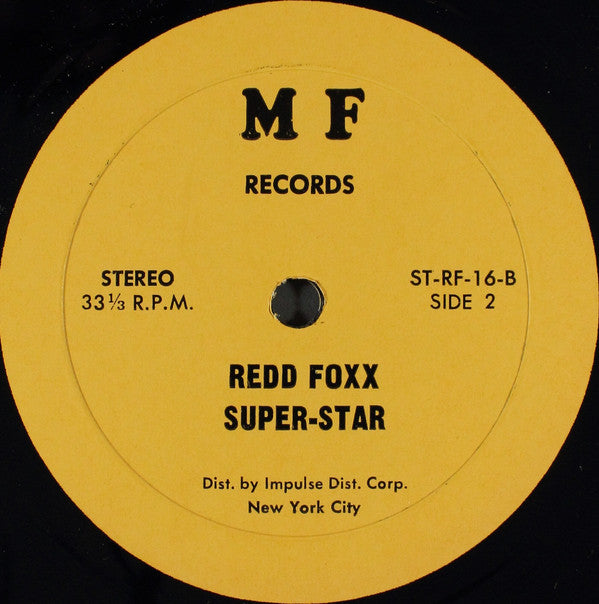 M F
RECORDS
STEREO
33⅓ R.P.M.
ST-RF-16-B
SIDE 2
REDD FOXX
SUPER-STAR
Dist. by Impulse Dist. Corp.
New York City